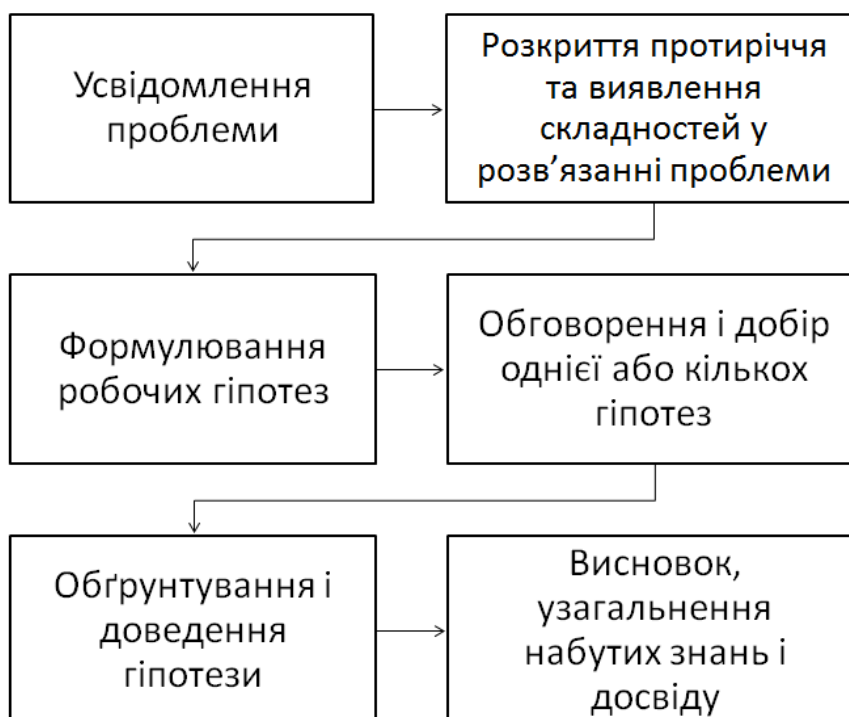 Усвідомлення
проблеми
Розкриття протиріччя
та виявлення
складностей у
розв’язанні проблеми
Формулювання
робочих гіпотез
Обговорення і добір
однієї або кількох
гіпотез
Обґрунтування і
доведення
гіпотези
Висновок,
узагальнення
набутих знань і
досвіду